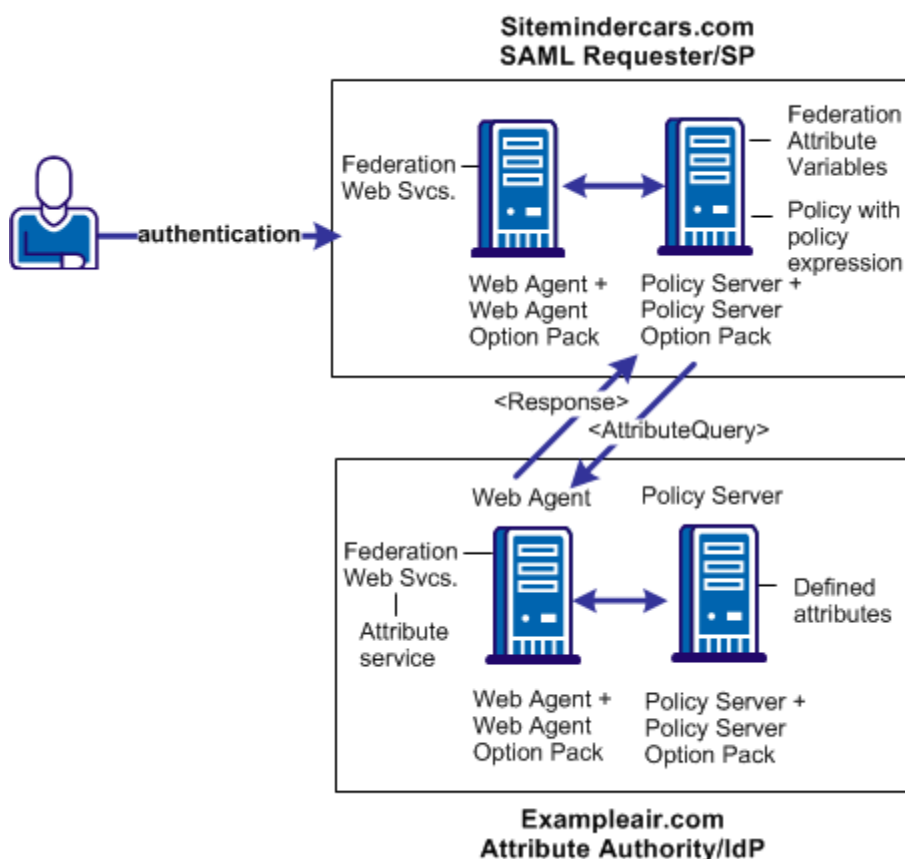 Sitemindercars.com
SAML Requester/SP
Federation
Web Svcs.
Federation
Attribute
Variables
Policy with
policy
expression
authentication
Web Agent +
Web Agent
Option Pack
Policy Server +
Policy Server
Option Pack
<Response>
<AttributeQuery>
Web Agent
Policy Server
Federation
Web Svcs.
Attribute
service
Defined
attributes
Web Agent +
Web Agent
Option Pack
Policy Server +
Policy Server
Option Pack
Exampleair.com
Attribute Authority/IdP